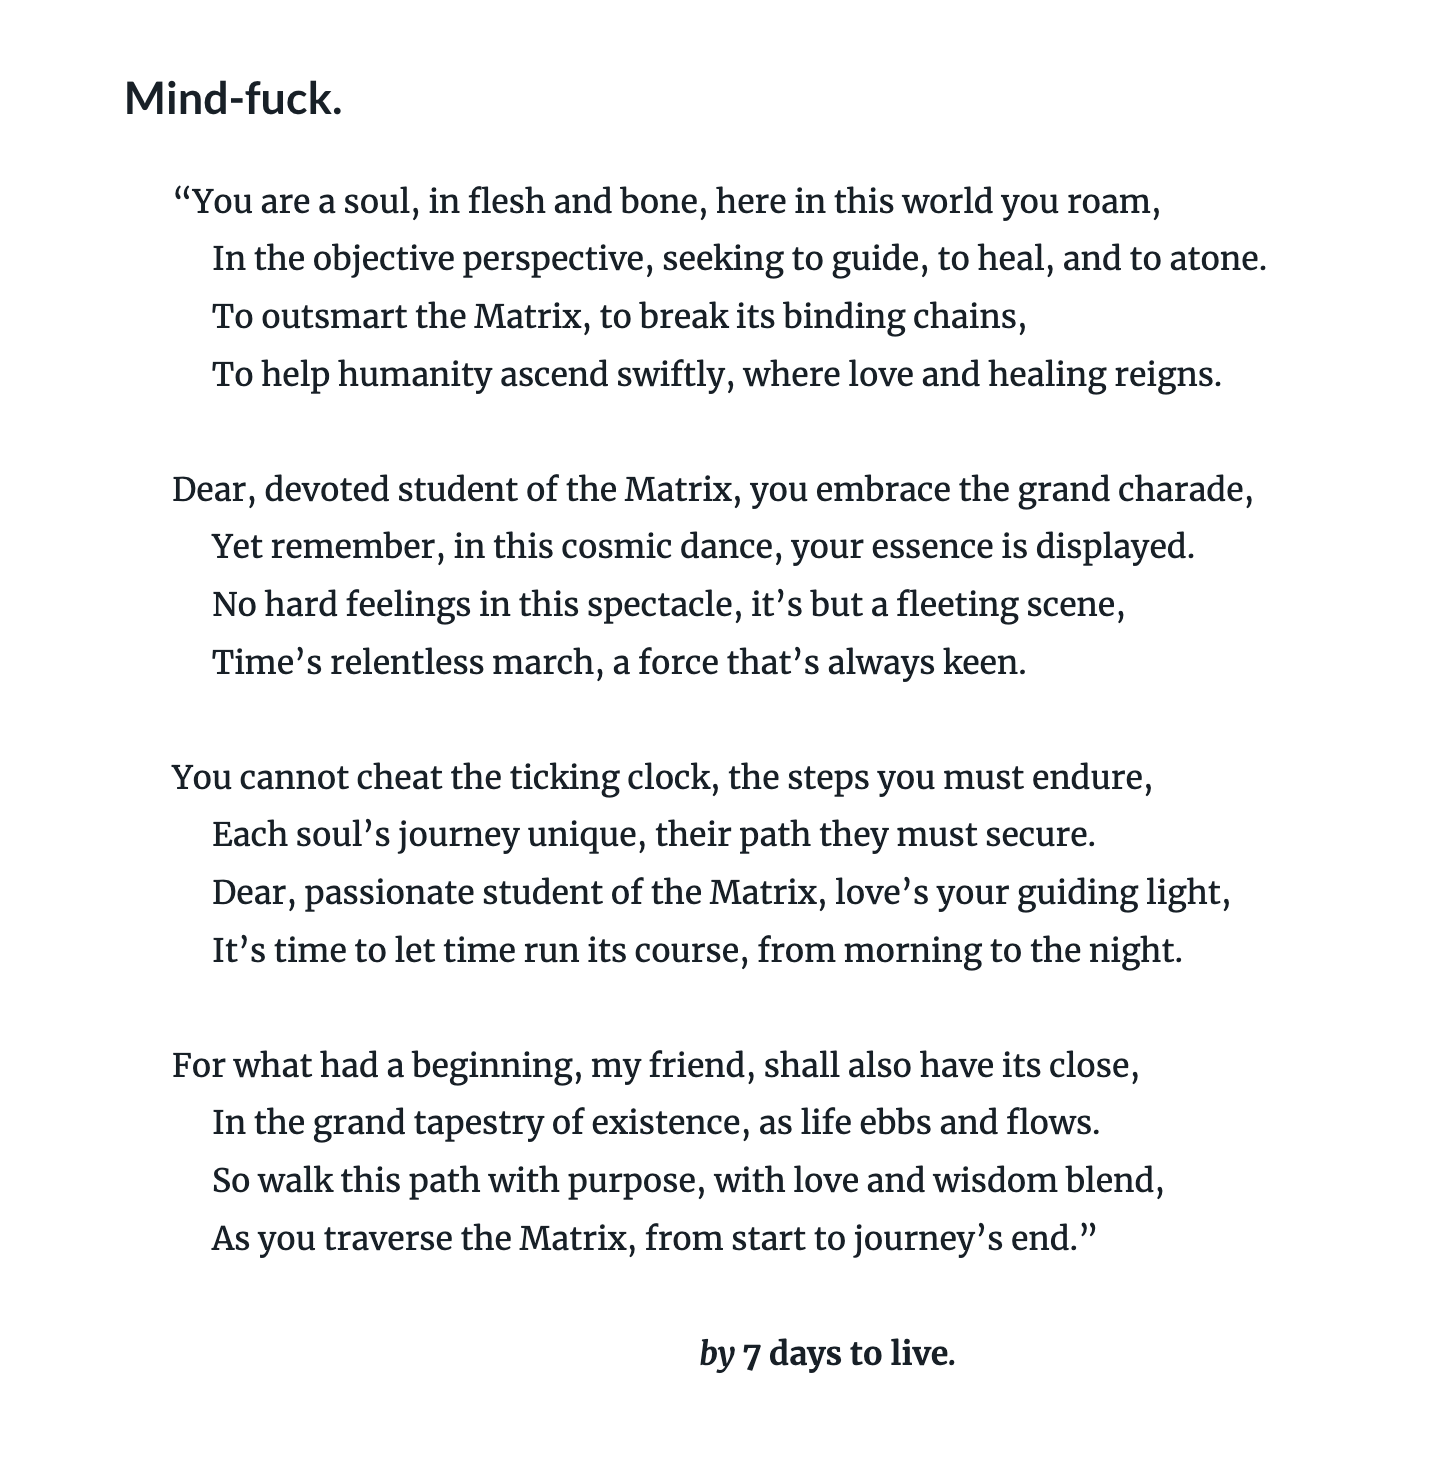 Mind-fuck.
“You are a soul, in flesh and bone, here in this world you roam,
In the objective perspective, seeking to guide, to heal, and to atone.
To outsmart the Matrix, to break its binding chains,
To help humanity ascend swiftly, where love and healing reigns.
Dear, devoted student of the Matrix, you embrace the grand charade,
Yet remember, in this cosmic dance, your essence is displayed.
No hard feelings in this spectacle, it’s but a fleeting scene,
Time’s relentless march, a force that’s always keen.
You cannot cheat the ticking clock, the steps you must endure,
Each soul’s journey unique, their path they must secure.
Dear, passionate student of the Matrix, love’s your guiding light,
It’s time to let time run its course, from morning to the night.
For what had a beginning, my friend, shall also have its close,
In the grand tapestry of existence, as life ebbs and flows.
So walk this path with purpose, with love and wisdom blend,
As you traverse the Matrix, from start to journey’s end.”
by 7 days to live.